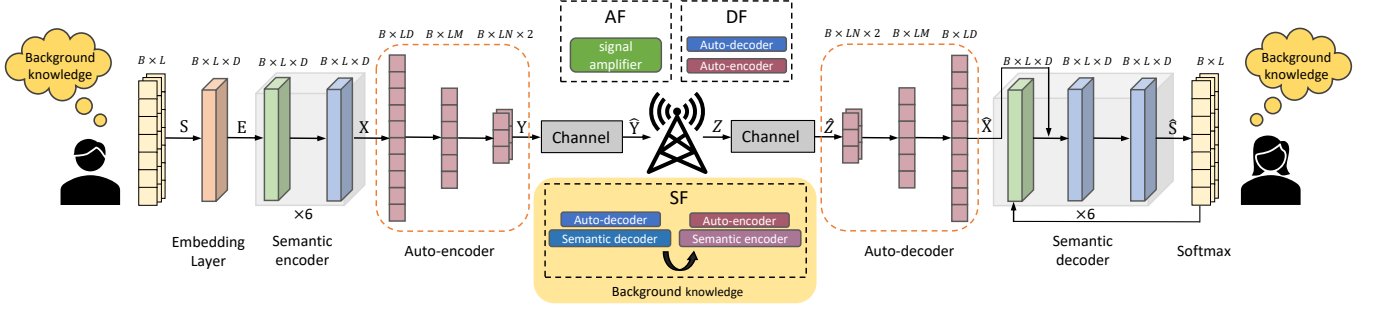 Background
knowledge
B × L
S
B × L × D
E
B × L × D
B × L × D
X
×6
Embedding
Layer
Semantic
encoder
B × LD
B × LM
B × LN × 2
Y
Auto-encoder
Channel
Ŷ
AF
signal
amplifier
DF
Auto-decoder
Auto-encoder
Z
Channel
Ẑ
SF
Auto-decoder
Auto-encoder
Semantic decoder
Semantic encoder
Background knowledge
B × LN × 2
B × LM
B × LD
Auto-decoder
X̂
B × L × D
B × L × D
B × L × D
×6
Semantic
decoder
Ŝ
B × L
Softmax
Background
knowledge